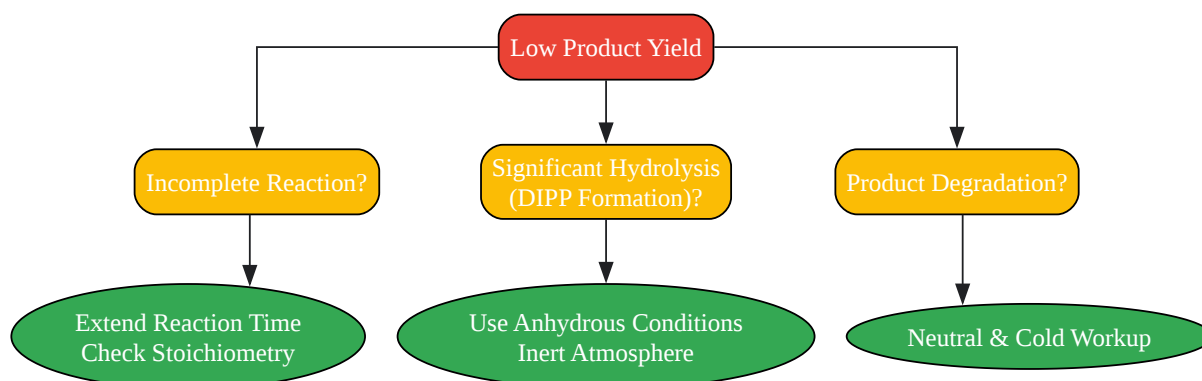 Low Product Yield
Incomplete Reaction?
Significant Hydrolysis
(DIPP Formation)?
Product Degradation?
Extend Reaction Time
Check Stoichiometry
Use Anhydrous Conditions
Inert Atmosphere
Neutral & Cold Workup